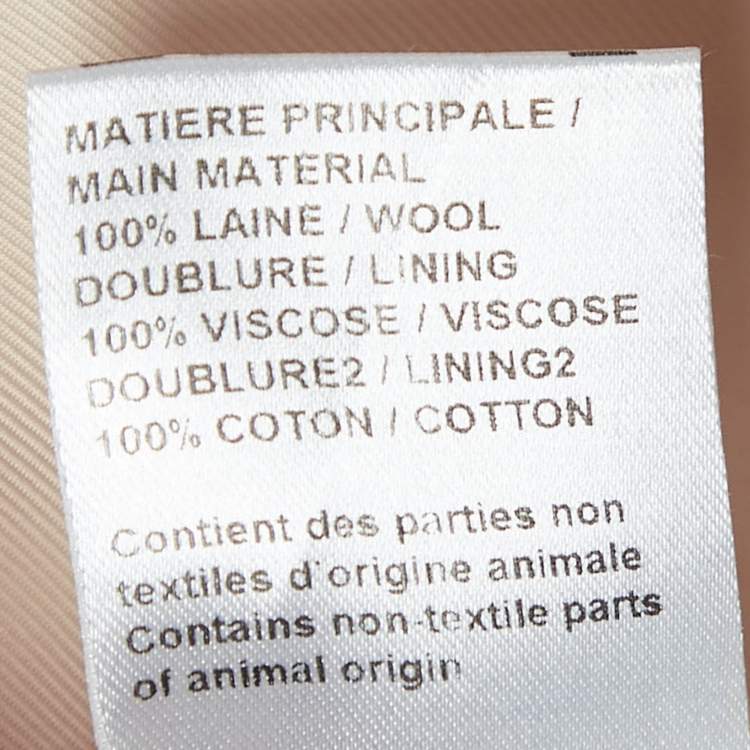 MATIERE PRINCIPALE /
MAIN MATERIAL
100% LAINE / WOOL
DOUBLURE / LINING
100% VISCOSE / VISCOSE
DOUBLURE2 / LINING2
100% COTON / COTTON
Contient des parties non
textiles d'origine animale
Contains non-textile parts
of animal origin